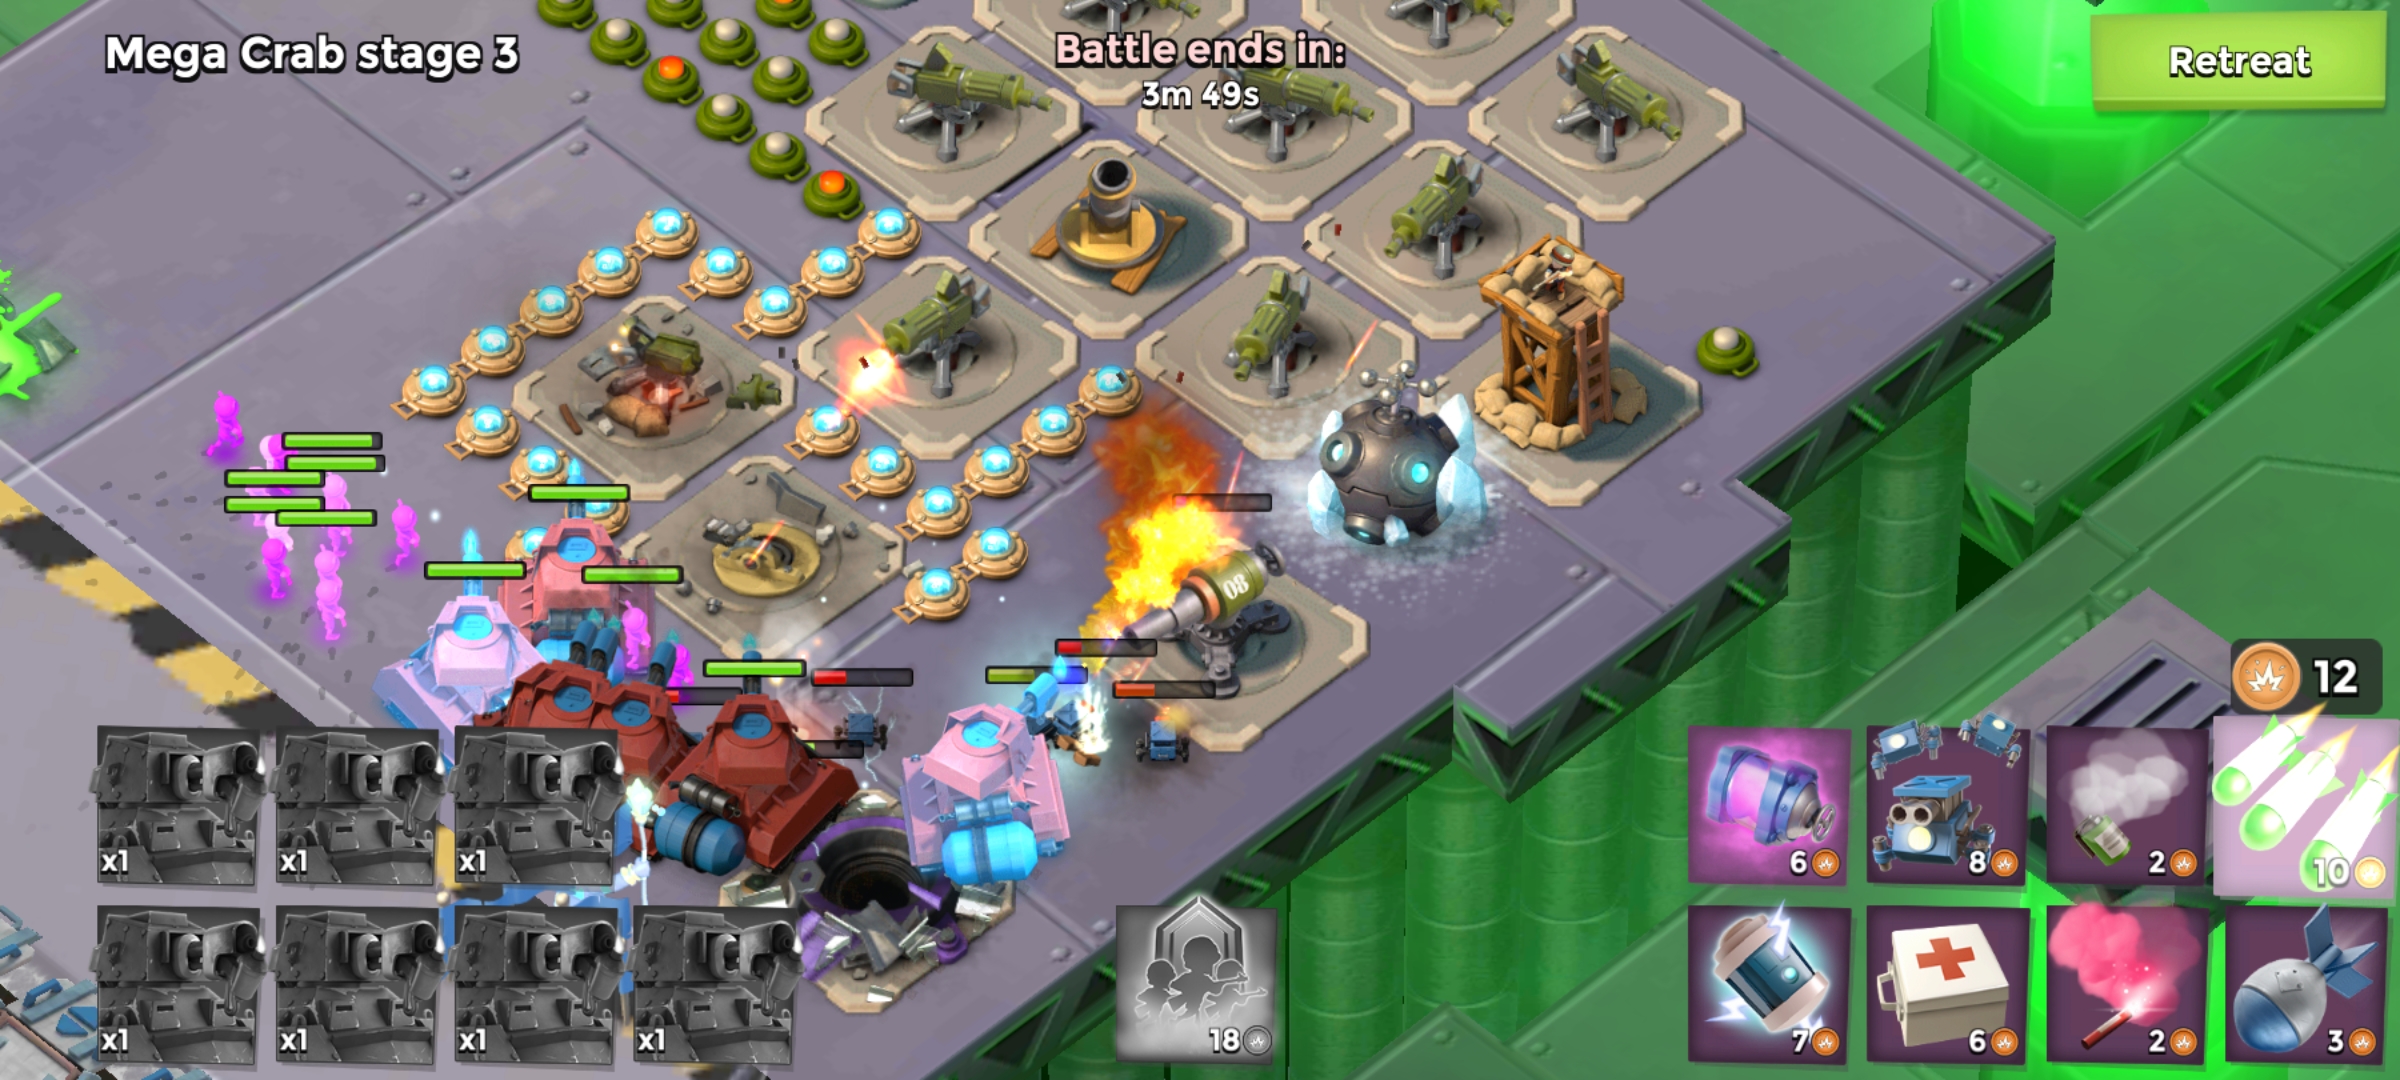 Mega Crab stage 3
Battle ends in:
3m 49s
Retreat
08
12
6
8
2
10
x1
x1
x1
x1
x1
x1
x1
18
7
6
2
3